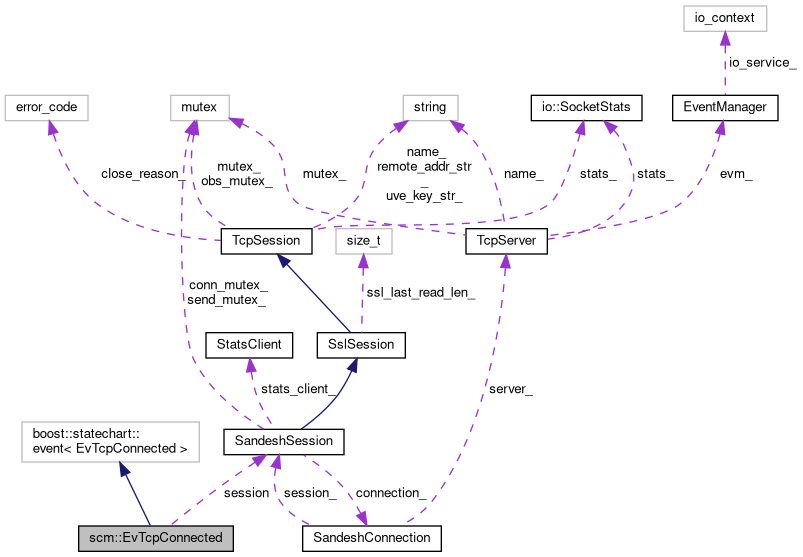 io_context
io_service_
error_code
mutex
string
io::SocketStats
EventManager
close_reason_
mutex_
obs_mutex_
mutex_
name_
remote_addr_str
_
uve_key_str_
name_
stats_
stats_
evm_
TcpSession
size_t
TcpServer
conn_mutex_
send_mutex_
ssl_last_read_len_
StatsClient
SslSession
stats_client_
server_
boost::statechart::
event< EvTcpConnected >
SandeshSession
session
session_
connection_
scm::EvTcpConnected
SandeshConnection